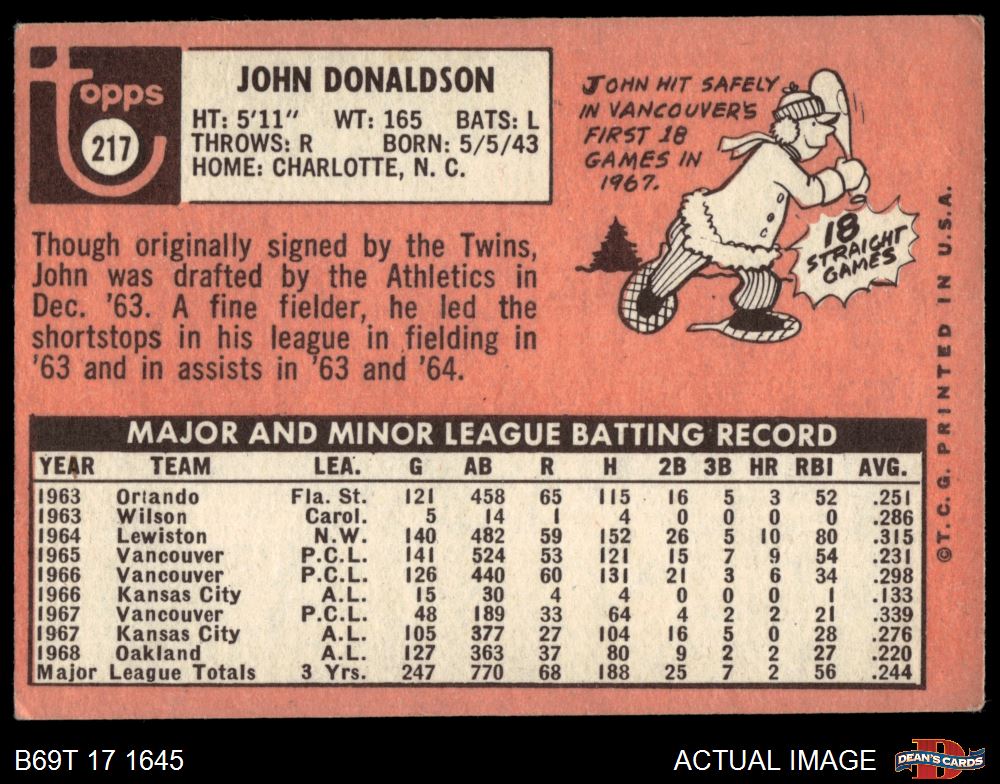 Topps
217
JOHN DONALDSON
HT: 5'11" WT: 165 BATS: L
THROWS: R BORN: 5/5/43
HOME: CHARLOTTE, N. C.
JOHN HIT SAFELY
IN VANCOUVER'S
FIRST 18
GAMES IN
1967.
18
STRAIGHT
GAMES
Though originally signed by the Twins,
John was drafted by the Athletics in
Dec. '63. A fine fielder, he led the
shortstops in his league in fielding in
'63 and in assists in '63 and '64.
MAJOR AND MINOR LEAGUE BATTING RECORD
YEAR TEAM LEA. G AB R H 2B 3B HR RBI AVG.
1963 Orlando Fla. St. 121 458 65 115 16 5 3 52 .251
1963 Wilson Carol. 5 14 1 4 0 0 0 0 .286
1964 Lewiston N.W. 140 482 59 152 26 5 10 80 .315
1965 Vancouver P.C.L. 141 524 53 121 15 7 9 54 .231
1966 Vancouver P.C.L. 126 440 60 131 21 3 6 34 .298
1966 Kansas City A.L. 15 30 4 4 0 0 0 1 .133
1967 Vancouver P.C.L. 48 189 33 64 4 2 2 21 .339
1967 Kansas City A.L. 105 377 27 104 16 5 0 28 .276
1968 Oakland A.L. 127 363 37 80 9 2 2 27 .220
Major League Totals 3 Yrs. 247 770 68 188 25 7 2 56 .244
©T. C. G. PRINTED IN U.S.A.
B69T 17 1645
ACTUAL IMAGE
DEAN'S CARDS